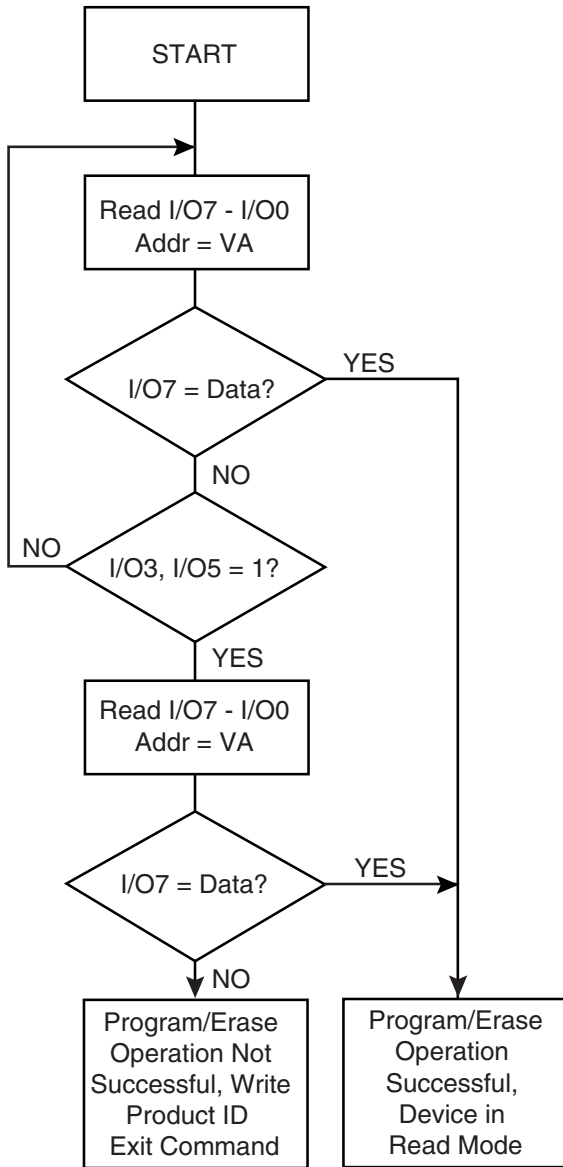 START
Read I/O7 - I/O0
Addr = VA
I/O7 = Data?
YES
NO
I/O3, I/O5 = 1?
NO
YES
Read I/O7 - I/O0
Addr = VA
I/O7 = Data?
YES
NO
Program/Erase
Operation Not
Successful, Write
Product ID
Exit Command
Program/Erase
Operation
Successful,
Device in
Read Mode